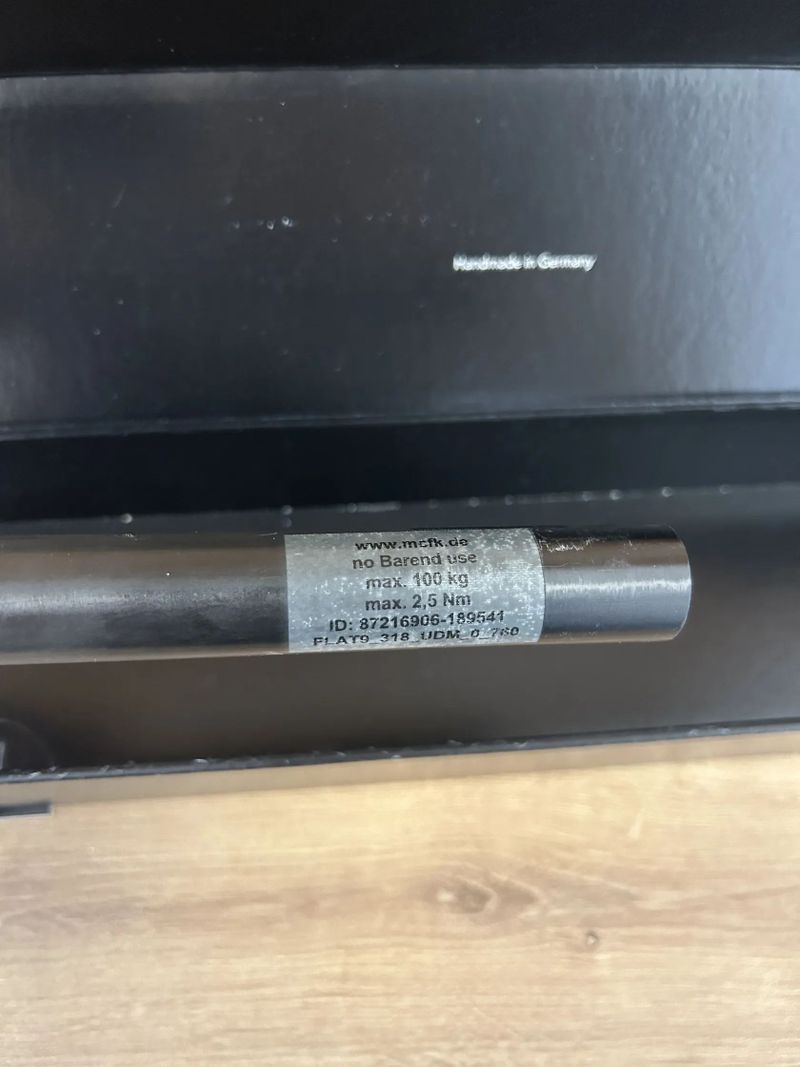 Handmade in Germany
www.mcfk.de
no Barend use
max. 100 kg
max. 2,5 Nm
ID: 87216906-189541
FLAT9_318_UDM_0_760